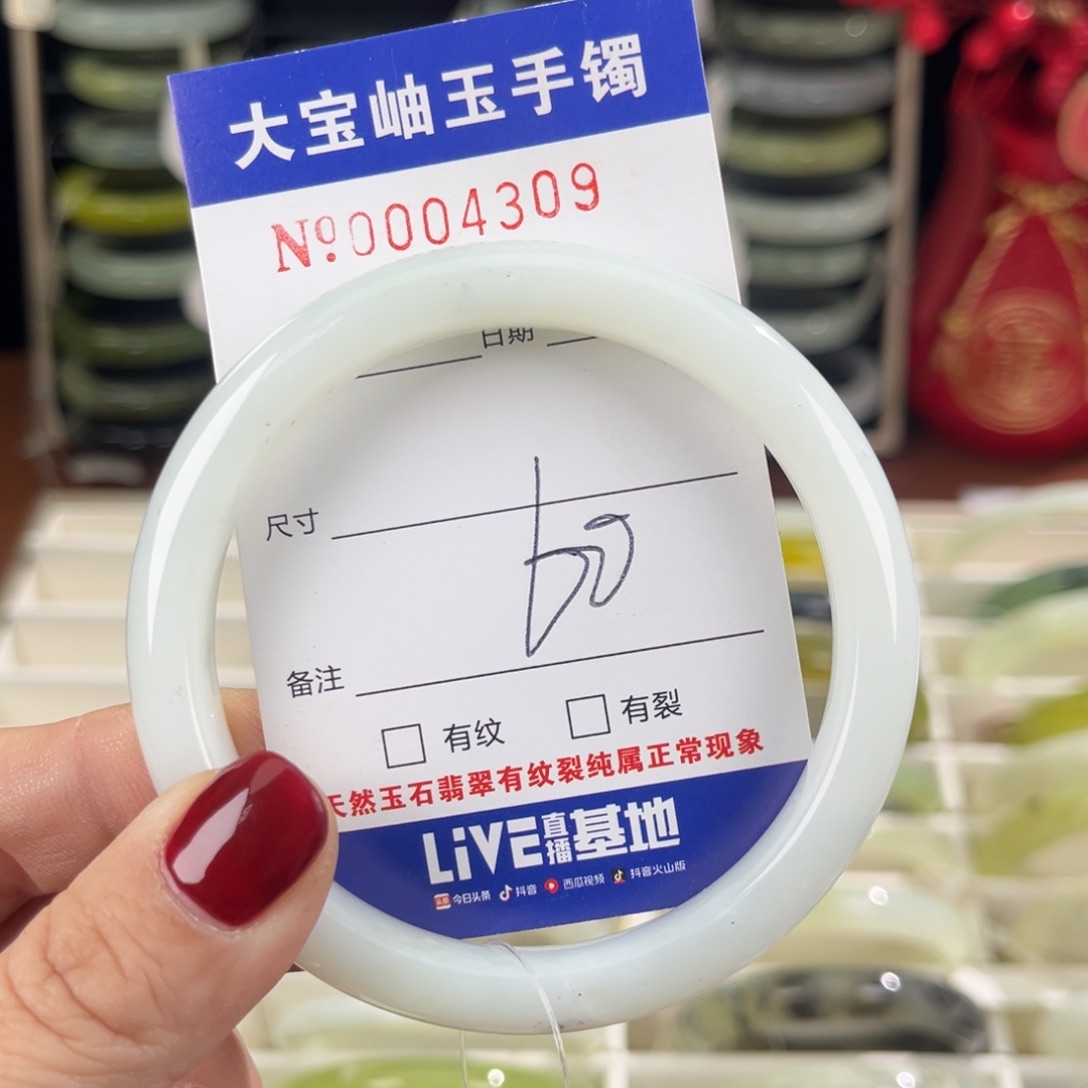 大宝岫玉手镯
Nº0004309
日期
尺寸
备注
有纹 有裂
天然玉石翡翠有纹裂纯属正常现象
LiVE直播基地
头条 今日头条 抖音 西瓜视频 抖音火山版